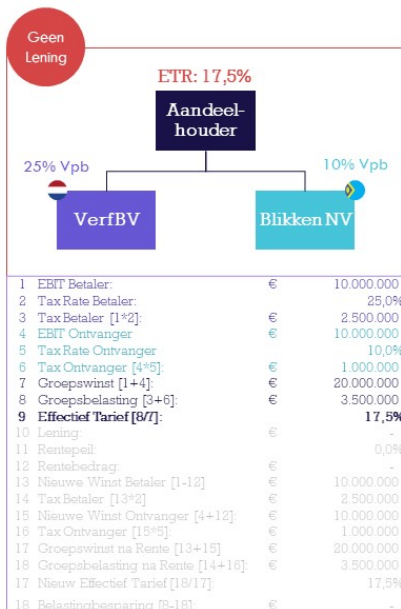 Geen
Lening
ETR: 17,5%
Aandeel-
houder
25% Vpb
10% Vpb
VerfBV
Blikken NV
1 EBIT Betaler: € 10.000.000
2 Tax Rate Betaler: 25,0%
3 Tax Betaler [1*2]: € 2.500.000
4 EBIT Ontvanger € 10.000.000
5 Tax Rate Ontvanger 10,0%
6 Tax Ontvanger [4*5]: € 1.000.000
7 Groepswinst [1+4]: € 20.000.000
8 Groepsbelasting [3+6]: € 3.500.000
9 Effectief Tarief [8/7]: 17,5%
10 Lening: € -
11 Rentepeil: 0,0%
12 Rentebedrag: € -
13 Nieuwe Winst Betaler [1-12] € 10.000.000
14 Tax Betaler [13*2] € 2.500.000
15 Nieuwe Winst Ontvanger [4+12]: € 10.000.000
16 Tax Ontvanger [15*5]: € 1.000.000
17 Groepswinst na Rente [13+15] € 20.000.000
18 Groepsbelasting na Rente [14+16]: € 3.500.000
17 Nieuw Effectief Tarief [18/17]: 17,5%
18 Belastingbesparing [8-18]: € -